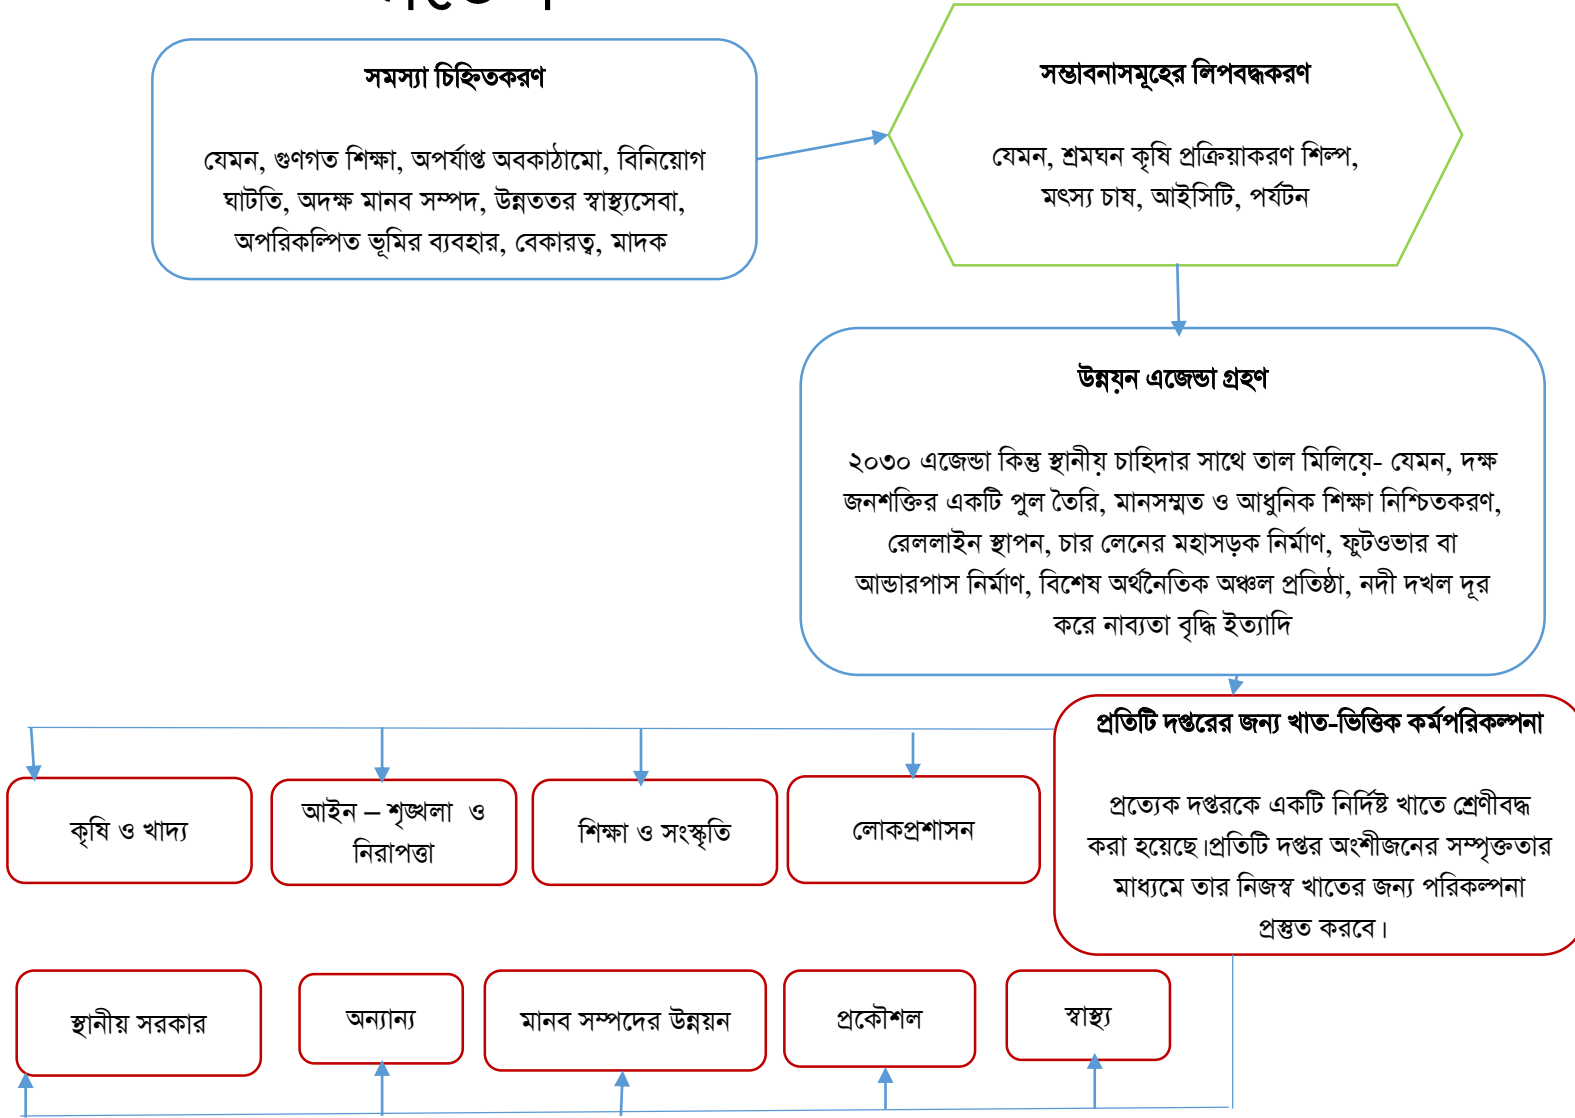 সমস্যা চিহ্নিতকরণ
যেমন, গুণগত শিক্ষা, অপর্যাপ্ত অবকাঠামো, বিনিয়োগ
ঘাটতি, অদক্ষ মানব সম্পদ, উন্নততর স্বাস্থ্যসেবা,
অপরিকল্পিত ভূমির ব্যবহার, বেকারত্ব, মাদক
সম্ভাবনাসমূহের লিপবদ্ধকরণ
যেমন, শ্রমঘন কৃষি প্রক্রিয়াকরণ শিল্প,
মৎস্য চাষ, আইসিটি, পর্যটন
উন্নয়ন এজেন্ডা গ্রহণ
২০৩০ এজেন্ডা কিন্তু স্থানীয় চাহিদার সাথে তাল মিলিয়ে- যেমন, দক্ষ
জনশক্তির একটি পুল তৈরি, মানসম্মত ও আধুনিক শিক্ষা নিশ্চিতকরণ,
রেললাইন স্থাপন, চার লেনের মহাসড়ক নির্মাণ, ফুটওভার বা
আন্ডারপাস নির্মাণ, বিশেষ অর্থনৈতিক অঞ্চল প্রতিষ্ঠা, নদী দখল দূর
করে নাব্যতা বৃদ্ধি ইত্যাদি
প্রতিটি দপ্তরের জন্য খাত-ভিত্তিক কর্মপরিকল্পনা
প্রত্যেক দপ্তরকে একটি নির্দিষ্ট খাতে শ্রেণীবদ্ধ
করা হয়েছে।প্রতিটি দপ্তর অংশীজনের সম্পৃক্ততার
মাধ্যমে তার নিজস্ব খাতের জন্য পরিকল্পনা
প্রস্তুত করবে।
কৃষি ও খাদ্য
আইন – শৃঙ্খলা ও
নিরাপত্তা
শিক্ষা ও সংস্কৃতি
লোকপ্রশাসন
স্থানীয় সরকার
অন্যান্য
মানব সম্পদের উন্নয়ন
প্রকৌশল
স্বাস্থ্য